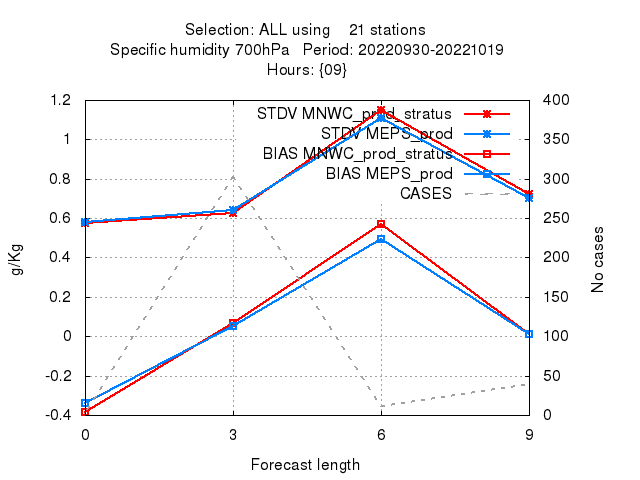 Selection: ALL using    21 stations
Specific humidity 700hPa   Period: 20220930-20221019
Hours: {09}
STDV MNWC_prod_stratus
STDV MEPS_prod
BIAS MNWC_prod_stratus
BIAS MEPS_prod
CASES
1.2
1
0.8
0.6
0.4
0.2
0
-0.2
-0.4
400
350
300
250
200
150
100
50
0
g/Kg
No cases
0 3 6 9
Forecast length